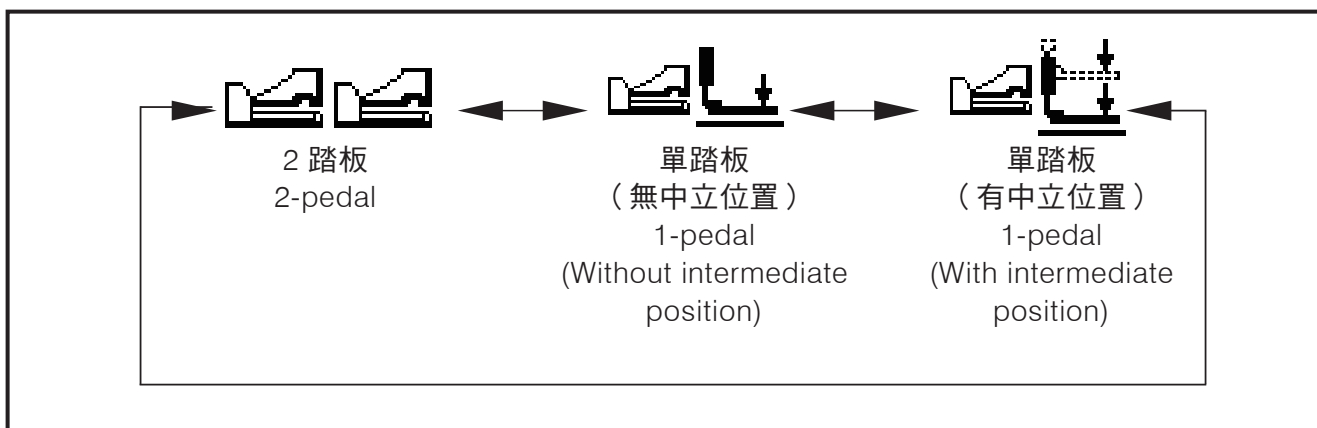 2 踏板
2-pedal
單踏板
（無中立位置）
1-pedal
(Without intermediate
position)
單踏板
（有中立位置）
1-pedal
(With intermediate
position)